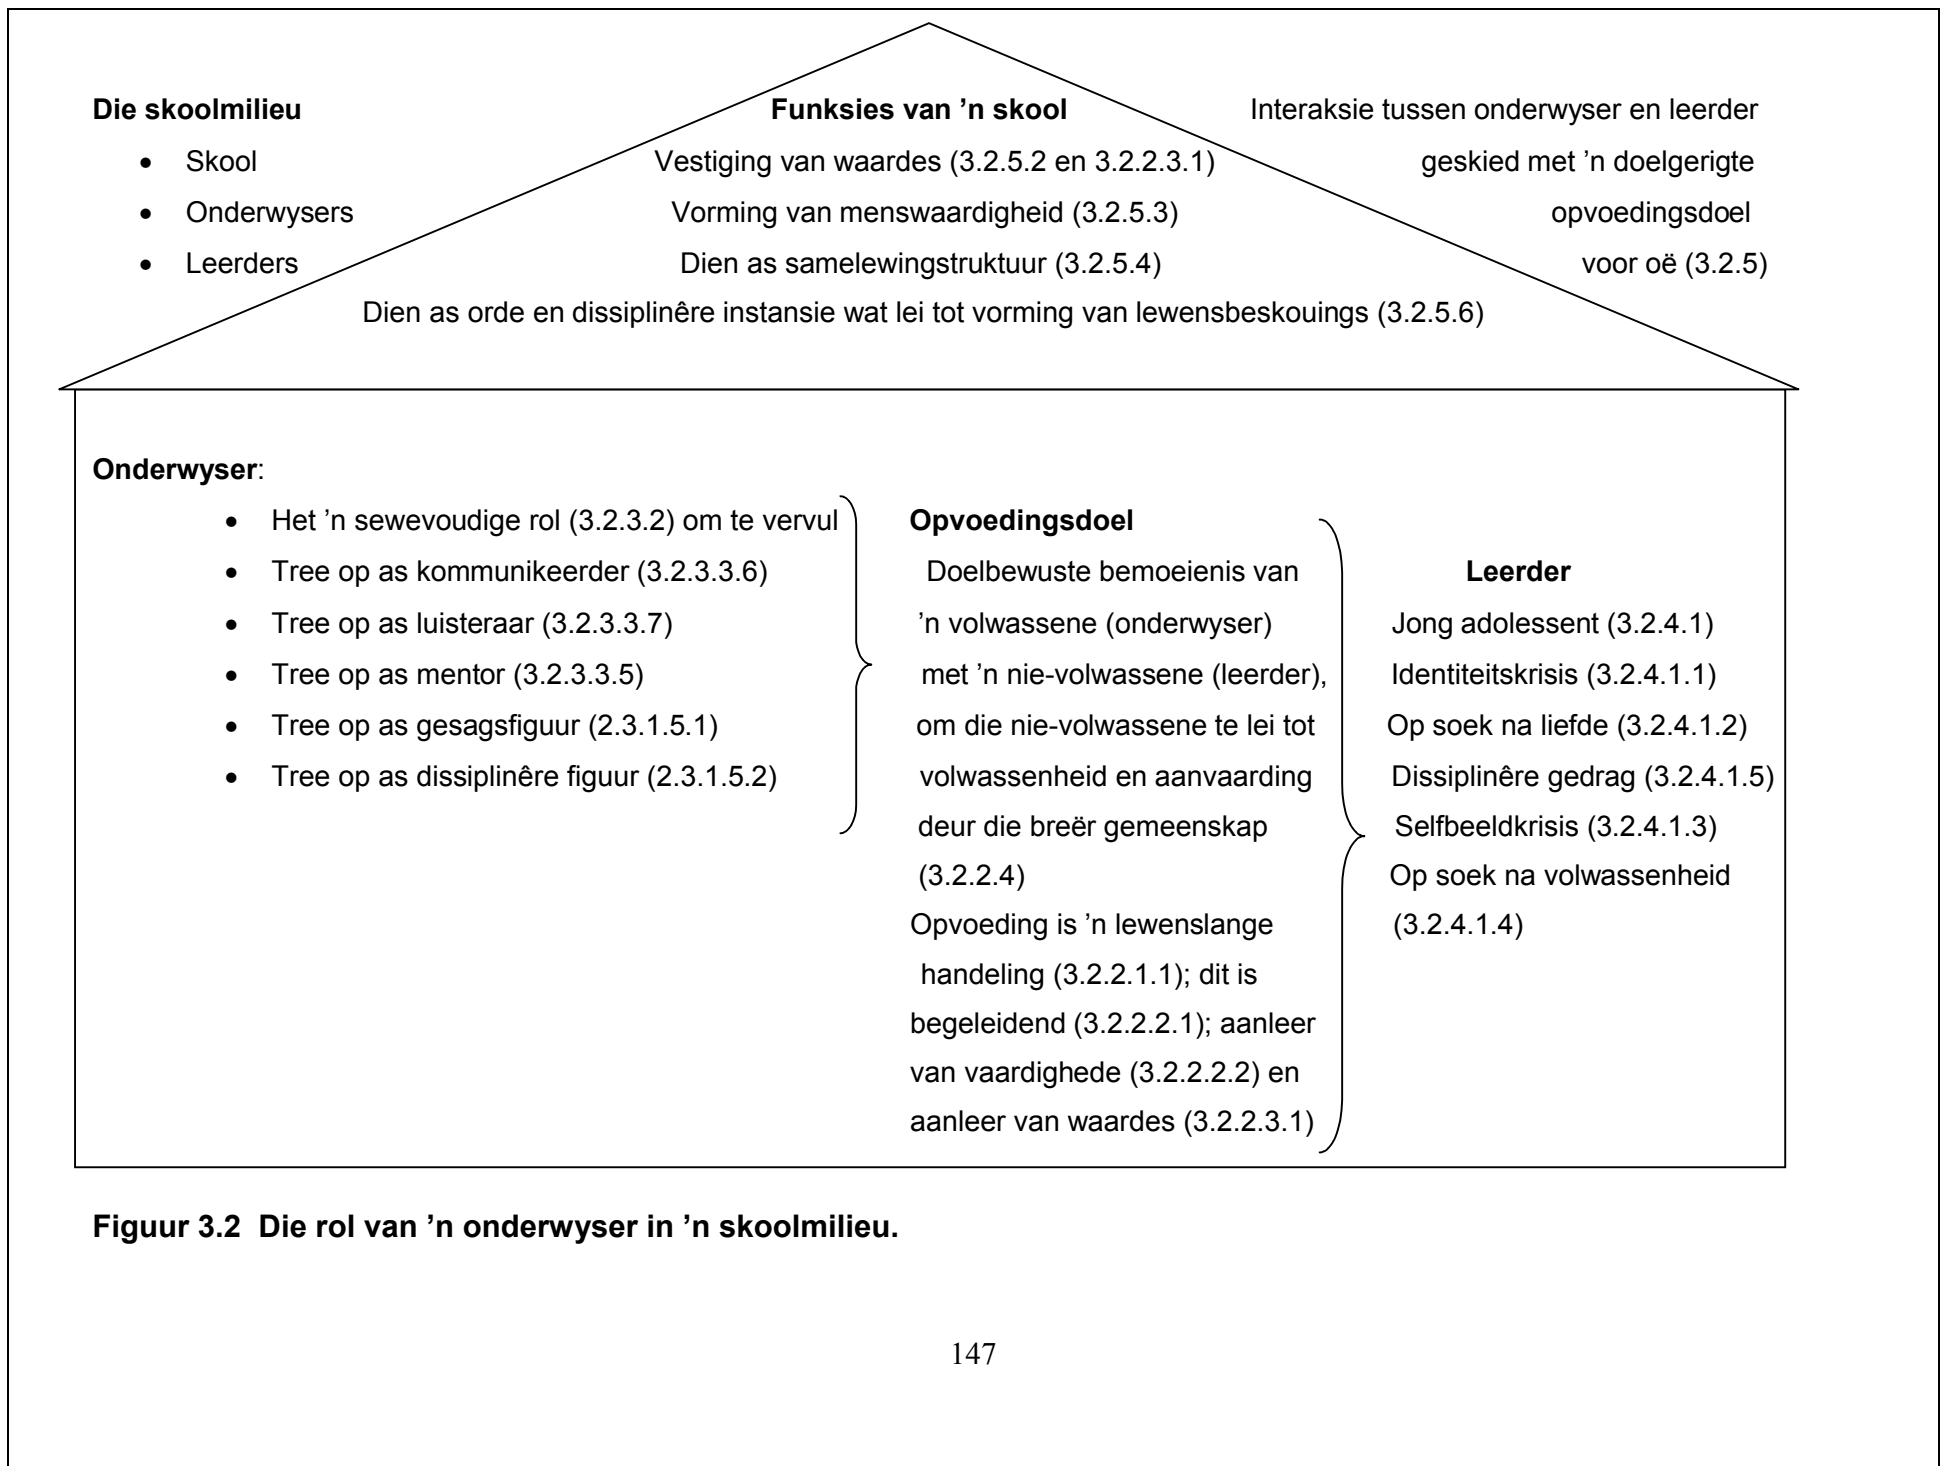 Die skoolmilieu
• Skool
• Onderwysers
• Leerders
Funksies van ’n skool
Vestiging van waardes (3.2.5.2 en 3.2.2.3.1)
Vorming van menswaardigheid (3.2.5.3)
Dien as samelewingstruktuur (3.2.5.4)
Dien as orde en dissiplinêre instansie wat lei tot vorming van lewensbeskouings (3.2.5.6)
Interaksie tussen onderwyser en leerder
geskied met ’n doelgerigte
opvoedingsdoel
voor oë (3.2.5)
Onderwyser:
• Het ’n sewevoudige rol (3.2.3.2) om te vervul
• Tree op as kommunikeerder (3.2.3.3.6)
• Tree op as luisteraar (3.2.3.3.7)
• Tree op as mentor (3.2.3.3.5)
• Tree op as gesagsfiguur (2.3.1.5.1)
• Tree op as dissiplinêre figuur (2.3.1.5.2)
Opvoedingsdoel
Doelbewuste bemoeienis van
’n volwassene (onderwyser)
met ’n nie-volwassene (leerder),
om die nie-volwassene te lei tot
volwassenheid en aanvaarding
deur die breër gemeenskap
(3.2.2.4)
Opvoeding is ’n lewenslange
handeling (3.2.2.1.1); dit is
begeleidend (3.2.2.2.1); aanleer
van vaardighede (3.2.2.2.2) en
aanleer van waardes (3.2.2.3.1)
Leerder
Jong adolessent (3.2.4.1)
Identiteitskrisis (3.2.4.1.1)
Op soek na liefde (3.2.4.1.2)
Dissiplinêre gedrag (3.2.4.1.5)
Selfbeeldkrisis (3.2.4.1.3)
Op soek na volwassenheid
(3.2.4.1.4)
Figuur 3.2 Die rol van ’n onderwyser in ’n skoolmilieu.
147